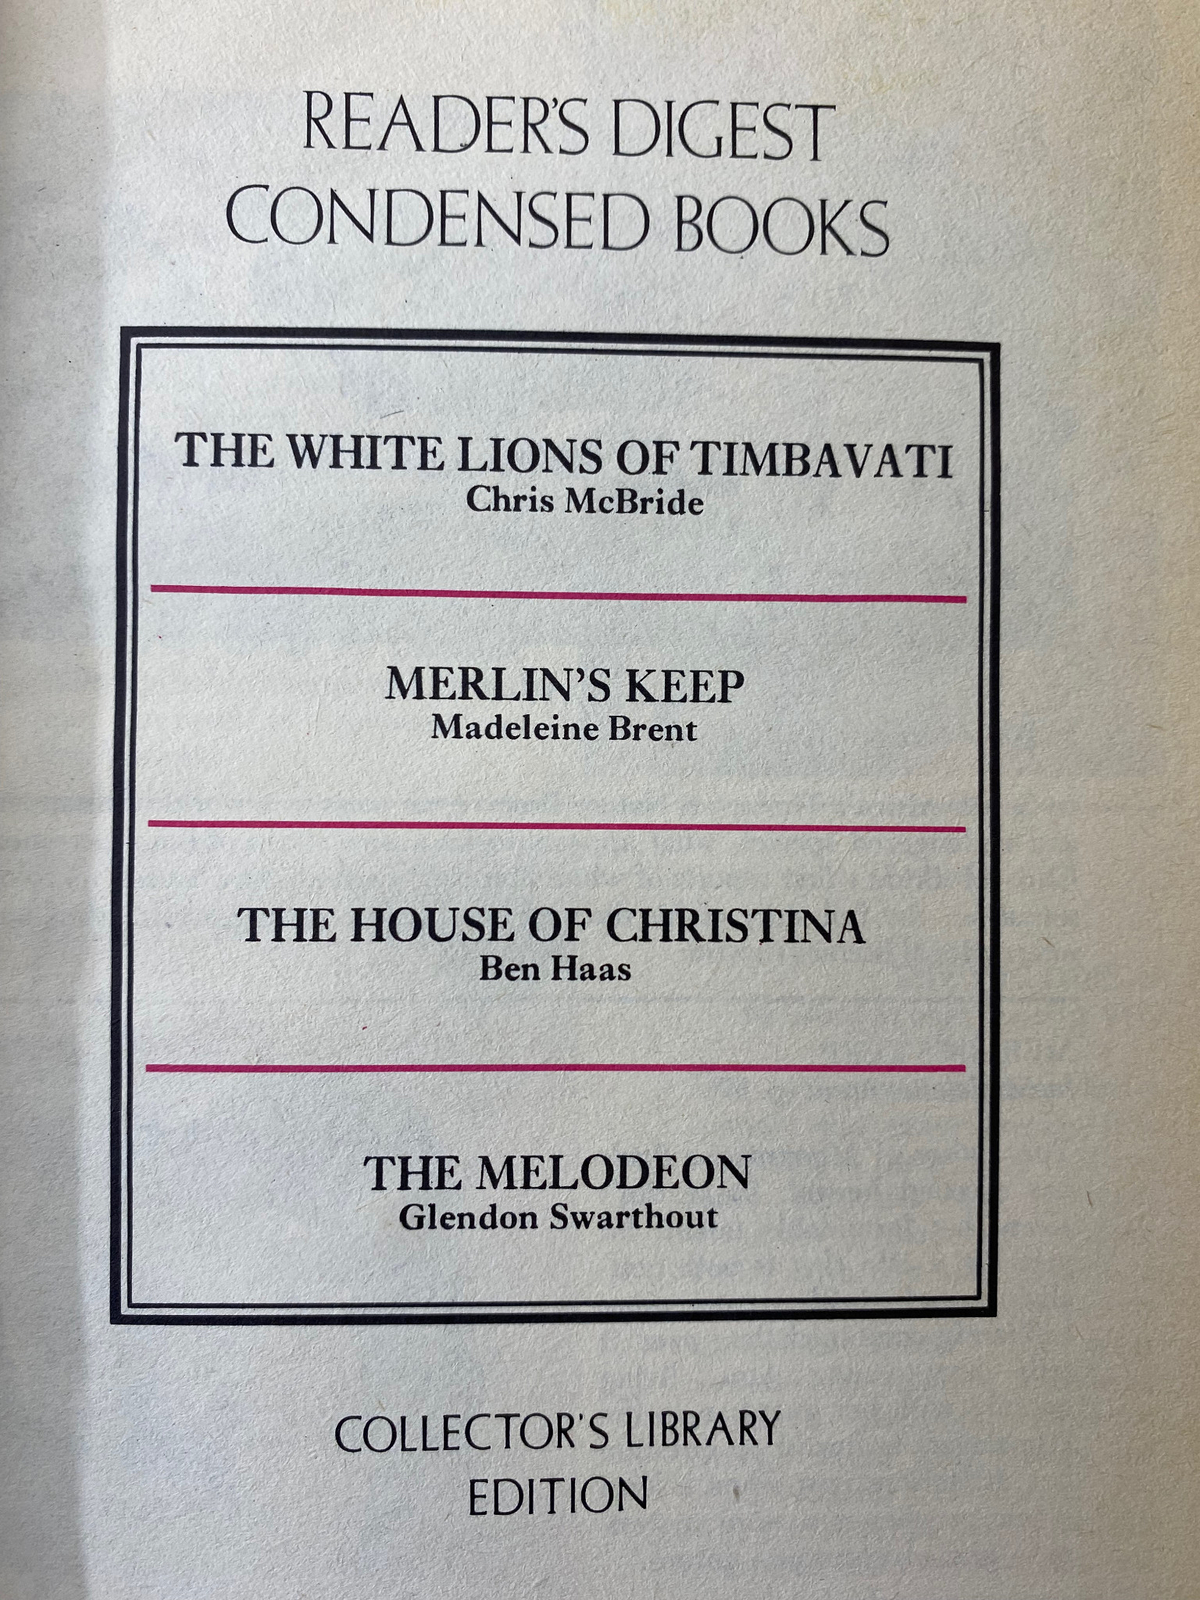 READER'S DIGEST
CONDENSED BOOKS
THE WHITE LIONS OF TIMBAVATI
Chris McBride
MERLIN'S KEEP
Madeleine Brent
THE HOUSE OF CHRISTINA
Ben Haas
THE MELODEON
Glendon Swarthout
COLLECTOR'S LIBRARY
EDITION